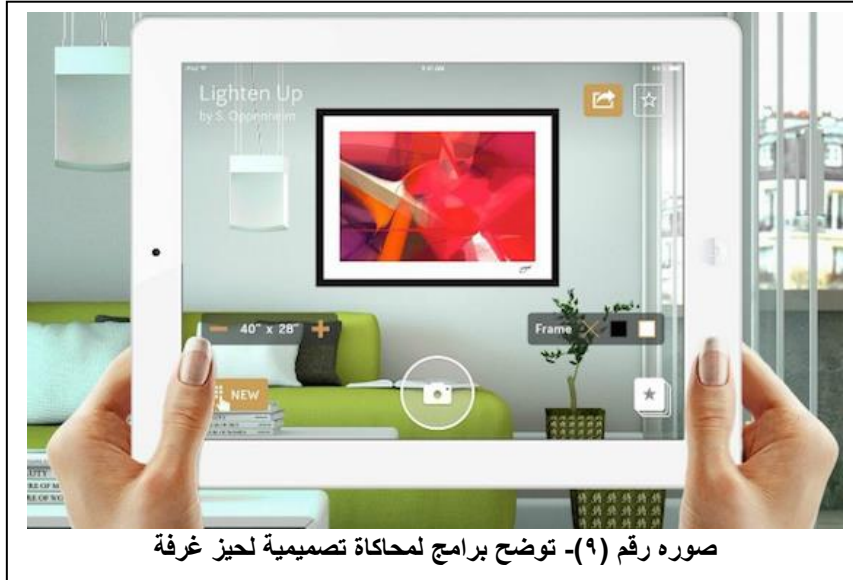 Lighten Up
by S. Oppenheim
40" x 28"
Frame
NEW
صوره رقم (٩)- توضح برامج لمحاكاة تصميمية لحيز غرفة